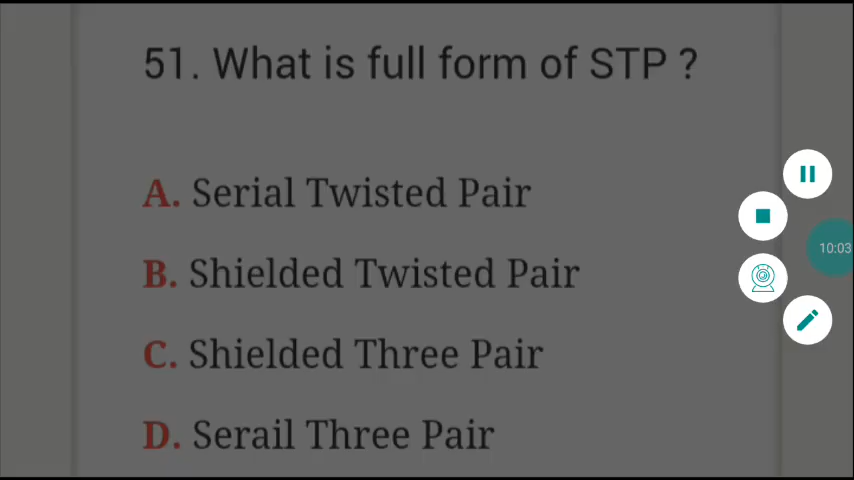 51. What is full form of STP ?
A. Serial Twisted Pair
B. Shielded Twisted Pair
C. Shielded Three Pair
D. Serail Three Pair
10:03